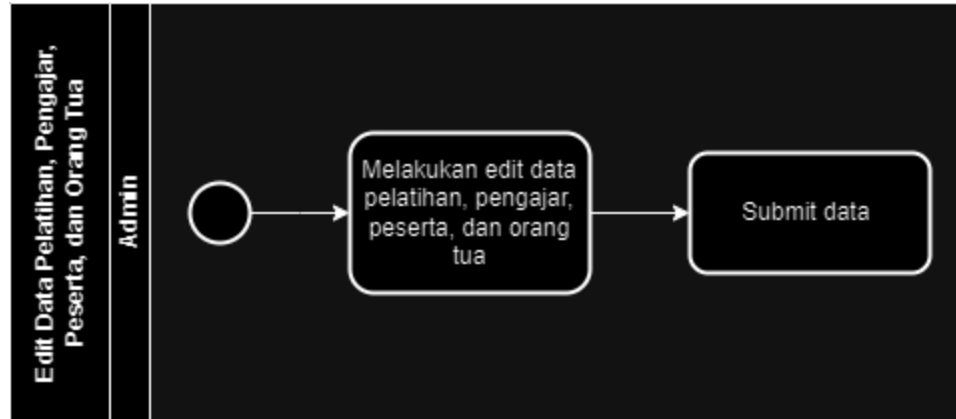 Edit Data Pelatihan, Pengajar,
Peserta, dan Orang Tua
Admin
Melakukan edit data
pelatihan, pengajar,
peserta, dan orang
tua
Submit data